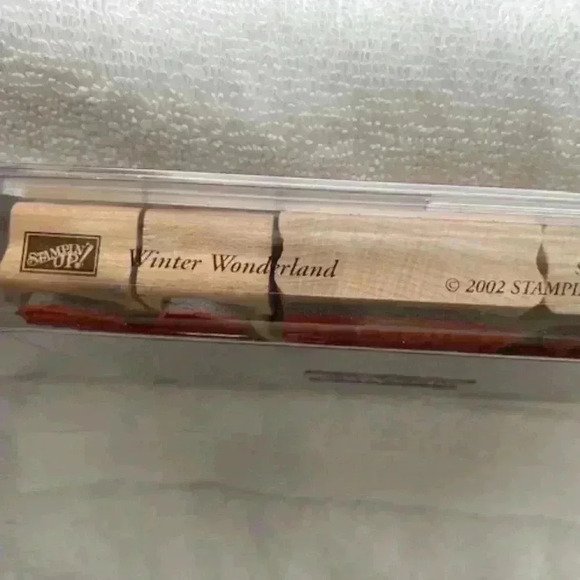 STAMPIN' UP!®
Winter Wonderland
© 2002 STAMPI